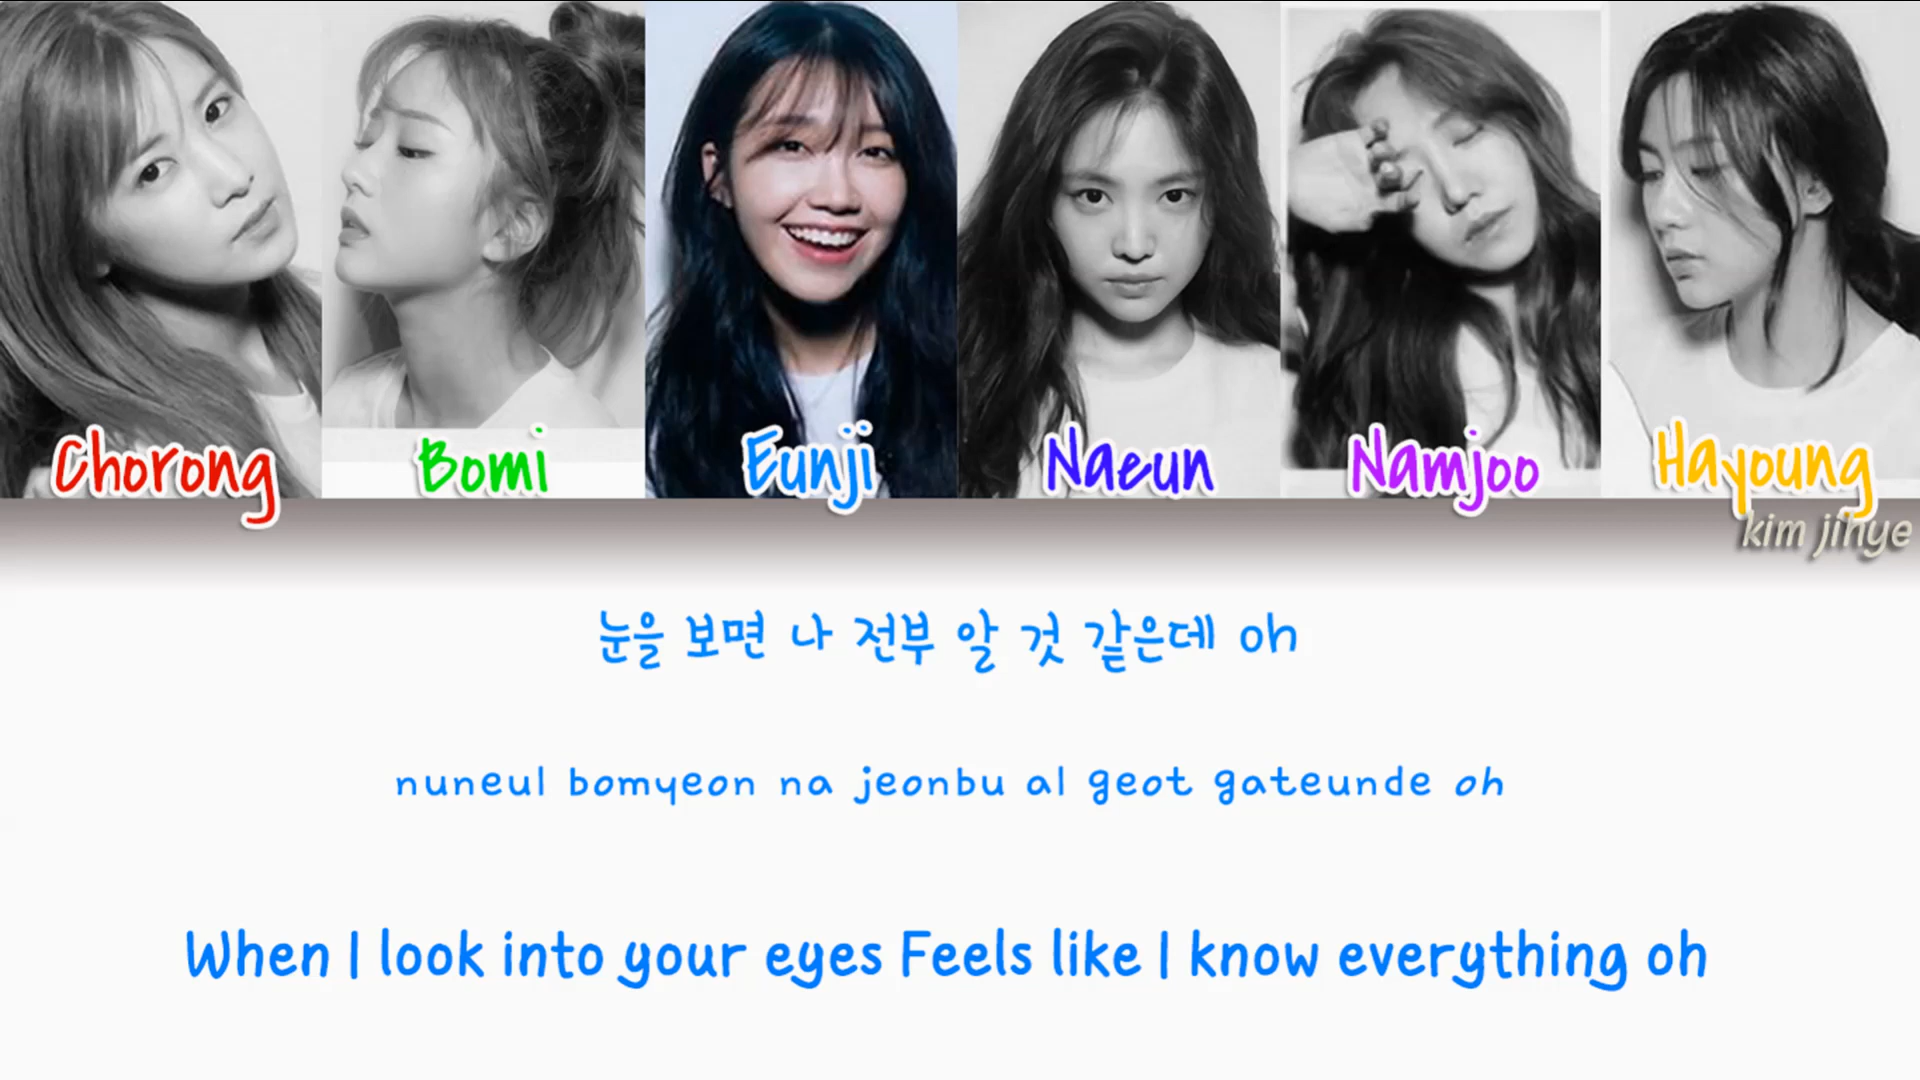 Chorong Bomi Eunji Naeun Namjoo Hayoung
kim jihye
눈을 보면 나 전부 알 것 같은데 oh
nuneul bomyeon na jeonbu al geot gateunde oh
When I look into your eyes Feels like I know everything oh